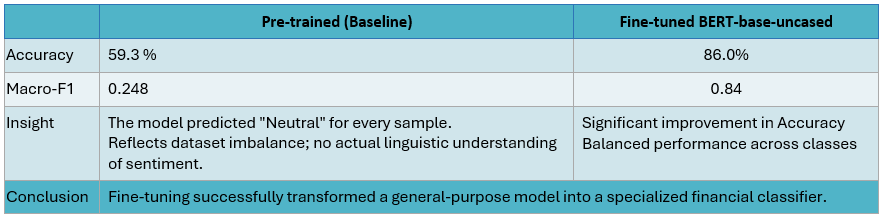 Pre-trained (Baseline) Fine-tuned BERT-base-uncased
Accuracy 59.3 % 86.0%
Macro-F1 0.248 0.84
Insight The model predicted "Neutral" for every sample. Significant improvement in Accuracy
Reflects dataset imbalance; no actual linguistic understanding Balanced performance across classes
of sentiment.
Conclusion Fine-tuning successfully transformed a general-purpose model into a specialized financial classifier.